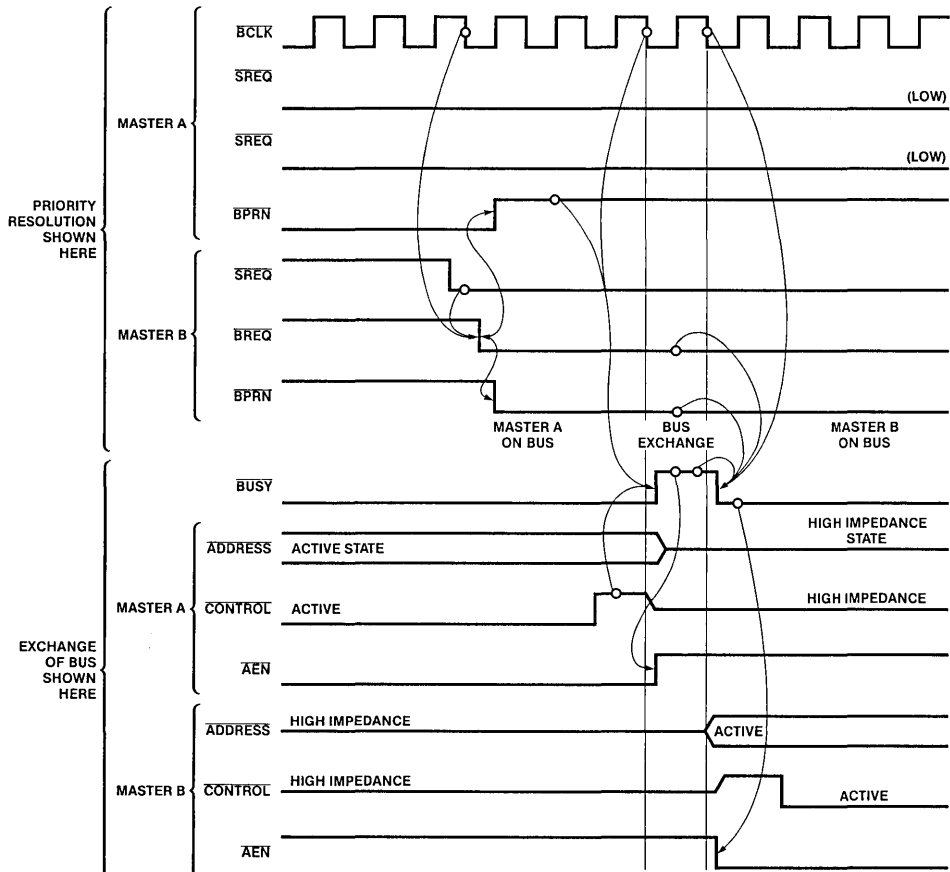 BCLK
SREQ
(LOW)
MASTER A
SREQ
(LOW)
PRIORITY
RESOLUTION
SHOWN
HERE
BPRN
SREQ
MASTER B
BREQ
BPRN
MASTER A
ON BUS
BUS
EXCHANGE
MASTER B
ON BUS
BUSY
HIGH IMPEDANCE
STATE
ADDRESS
ACTIVE STATE
MASTER A
CONTROL
ACTIVE
HIGH IMPEDANCE
EXCHANGE
OF BUS
SHOWN
HERE
AEN
ADDRESS
HIGH IMPEDANCE
ACTIVE
MASTER B
CONTROL
HIGH IMPEDANCE
ACTIVE
AEN